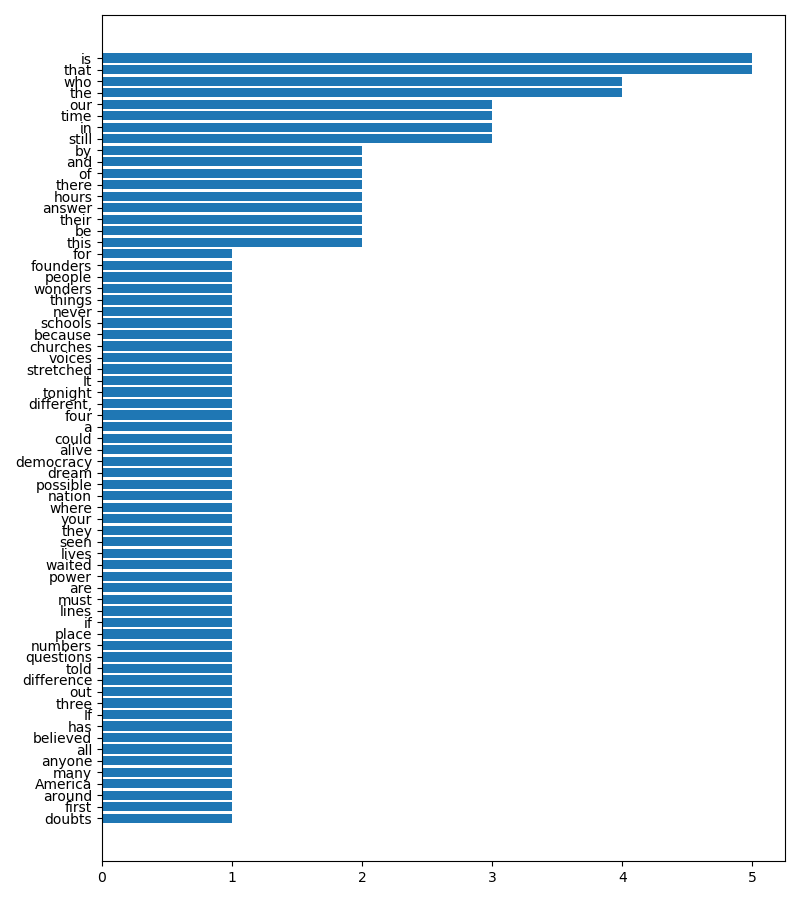 is
that
who
the
our
time
in
still
by
and
of
there
hours
answer
their
be
this
for
founders
people
wonders
things
never
schools
because
churches
voices
stretched
It
tonight
different,
four
a
could
alive
democracy
dream
possible
nation
where
your
they
seen
lives
waited
power
are
must
lines
if
place
numbers
questions
told
difference
out
three
If
has
believed
all
anyone
many
America
around
first
doubts
0 1 2 3 4 5